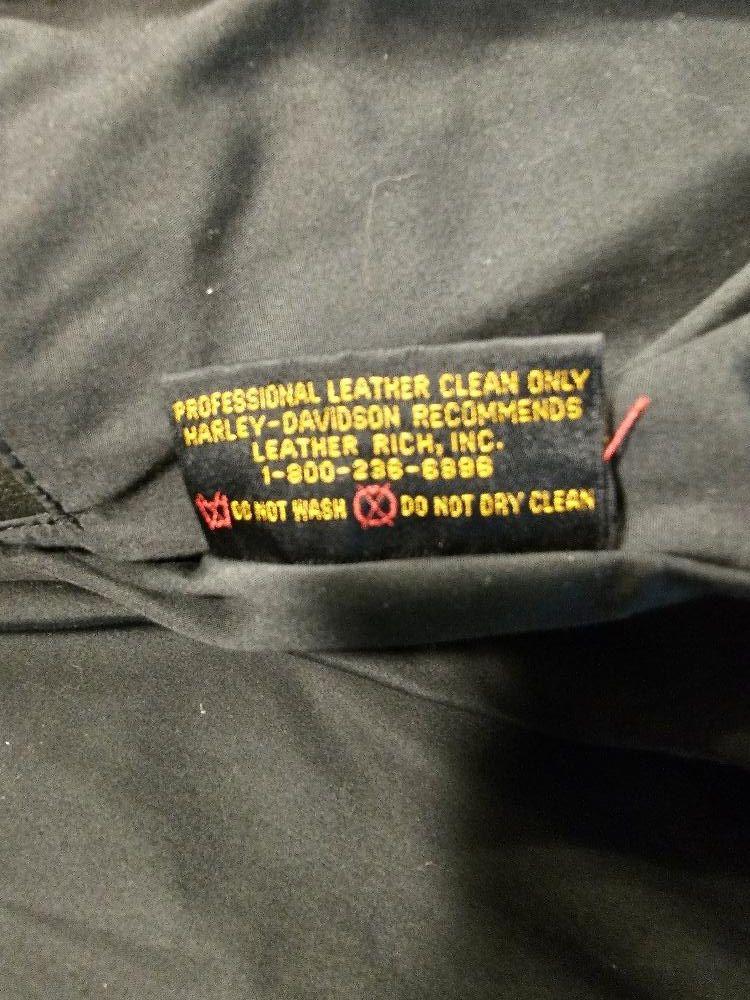 PROFESSIONAL LEATHER CLEAN ONLY
HARLEY-DAVIDSON RECOMMENDS
LEATHER RICH, INC.
1-800-236-6996
DO NOT WASH DO NOT DRY CLEAN